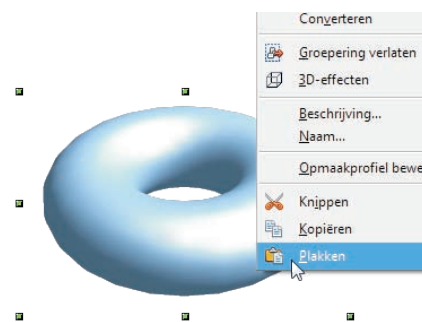 Converteren
Groepering verlaten
3D-effecten
Beschrijving...
Naam...
Opmaakprofiel bewe
Knippen
Kopiëren
Plakken